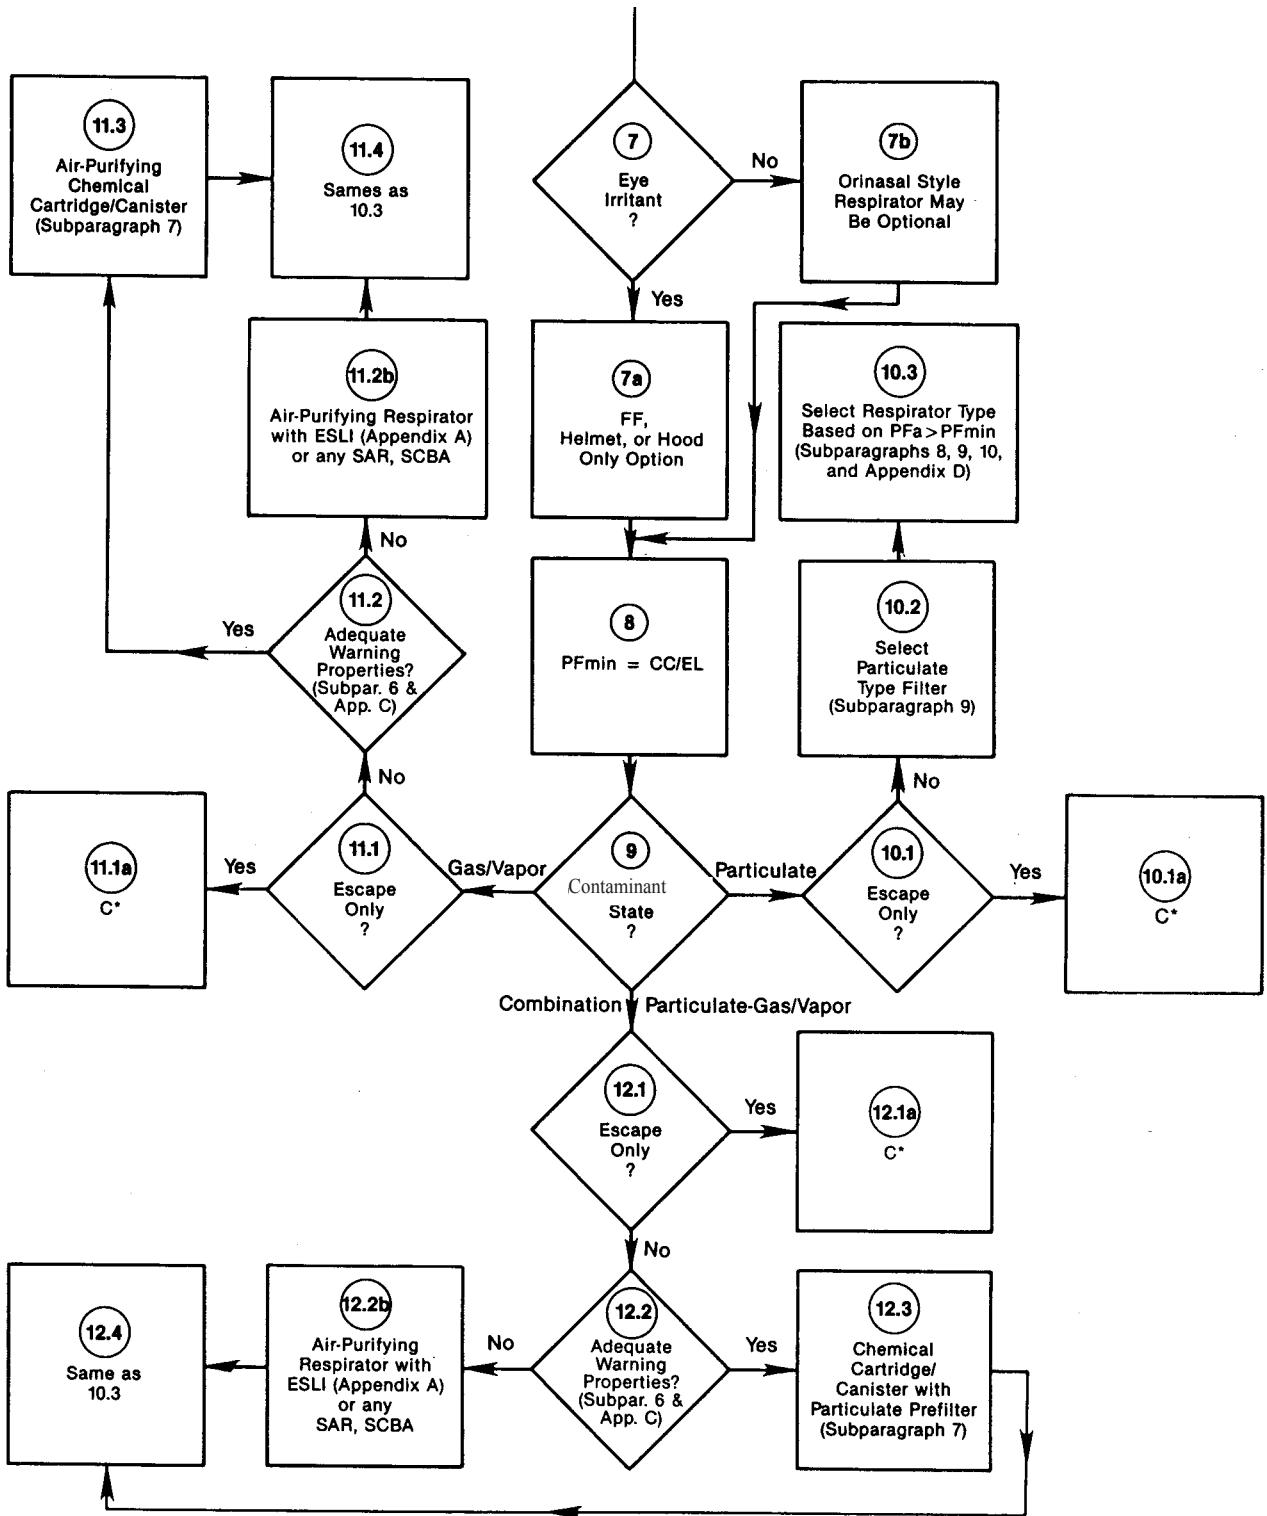 11.3
Air-Purifying
Chemical
Cartridge/Canister
(Subparagraph 7)
11.4
Sames as
10.3
7
Eye
Irritant
?
No
7b
Orinasal Style
Respirator May
Be Optional
Yes
11.2b
Air-Purifying Respirator
with ESLI (Appendix A)
or any SAR, SCBA
7a
FF,
Helmet, or Hood
Only Option
10.3
Select Respirator Type
Based on PFa>PFmin
(Subparagraphs 8, 9, 10,
and Appendix D)
No
11.2
Adequate
Warning
Properties?
(Subpar. 6 &
App. C)
Yes
8
PFmin = CC/EL
10.2
Select
Particulate
Type Filter
(Subparagraph 9)
No
No
11.1a
C*
Yes
11.1
Escape
Only
?
Gas/Vapor
9
Contaminant
State
?
Particulate
10.1
Escape
Only
?
Yes
10.1a
C*
Combination
Particulate-Gas/Vapor
12.1
Escape
Only
?
Yes
12.1a
C*
No
12.4
Same as
10.3
12.2b
Air-Purifying
Respirator with
ESLI (Appendix A)
or any
SAR, SCBA
No
12.2
Adequate
Warning
Properties?
(Subpar. 6 &
App. C)
Yes
12.3
Chemical
Cartridge/
Canister with
Particulate Prefilter
(Subparagraph 7)